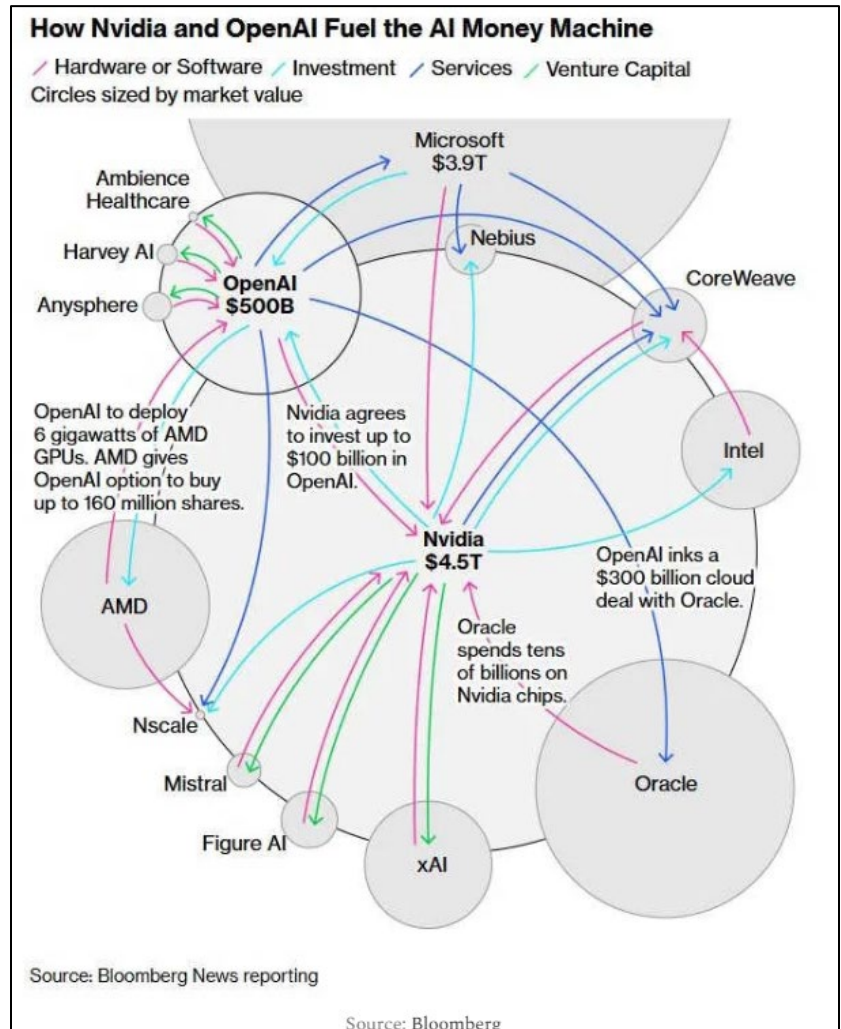 How Nvidia and OpenAI Fuel the AI Money Machine
Hardware or Software Investment Services Venture Capital
Circles sized by market value
Microsoft
$3.9T
Ambience
Healthcare
Harvey AI
Anysphere
OpenAI
$500B
Nebius
CoreWeave
OpenAI to deploy
6 gigawatts of AMD
GPUs. AMD gives
OpenAI option to buy
up to 160 million shares.
Nvidia agrees
to invest up to
$100 billion in
OpenAI.
Intel
Nvidia
$4.5T
OpenAI inks a
$300 billion cloud
deal with Oracle.
AMD
Oracle
spends tens
of billions on
Nvidia chips.
Nscale
Mistral
Figure AI
xAI
Oracle
Source: Bloomberg News reporting
Source: Bloomberg